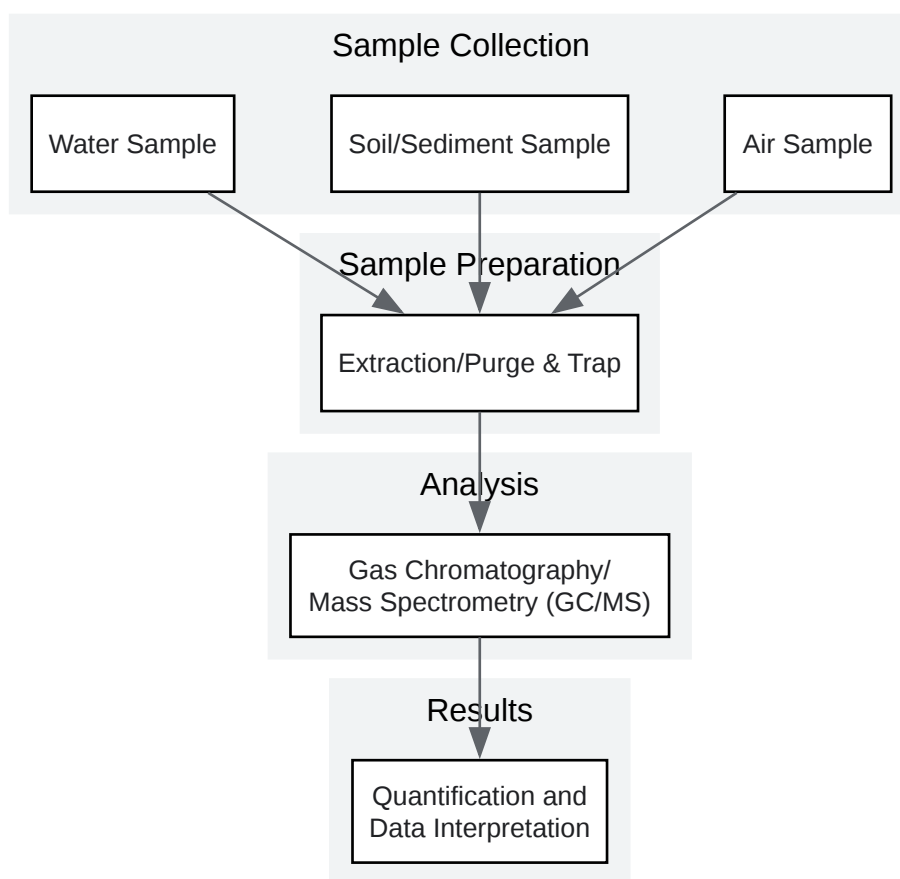 Sample Collection
Water Sample
Soil/Sediment Sample
Air Sample
Sample Preparation
Extraction/Purge & Trap
Analysis
Gas Chromatography/
Mass Spectrometry (GC/MS)
Results
Quantification and
Data Interpretation